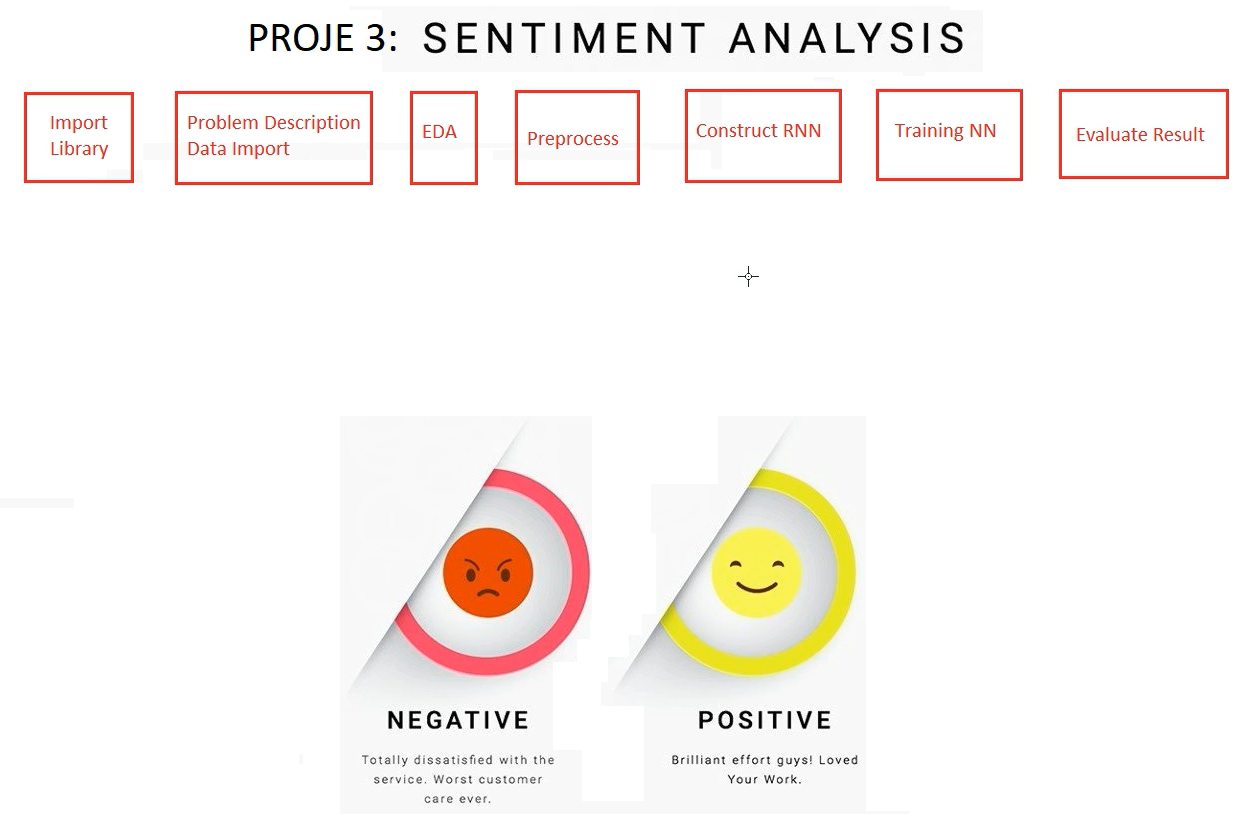 PROJE 3: SENTIMENT ANALYSIS
Import
Library
Problem Description
Data Import
EDA
Preprocess
Construct RNN
Training NN
Evaluate Result
NEGATIVE
Totally dissatisfied with the
service. Worst customer
care ever.
POSITIVE
Brilliant effort guys! Loved
Your Work.